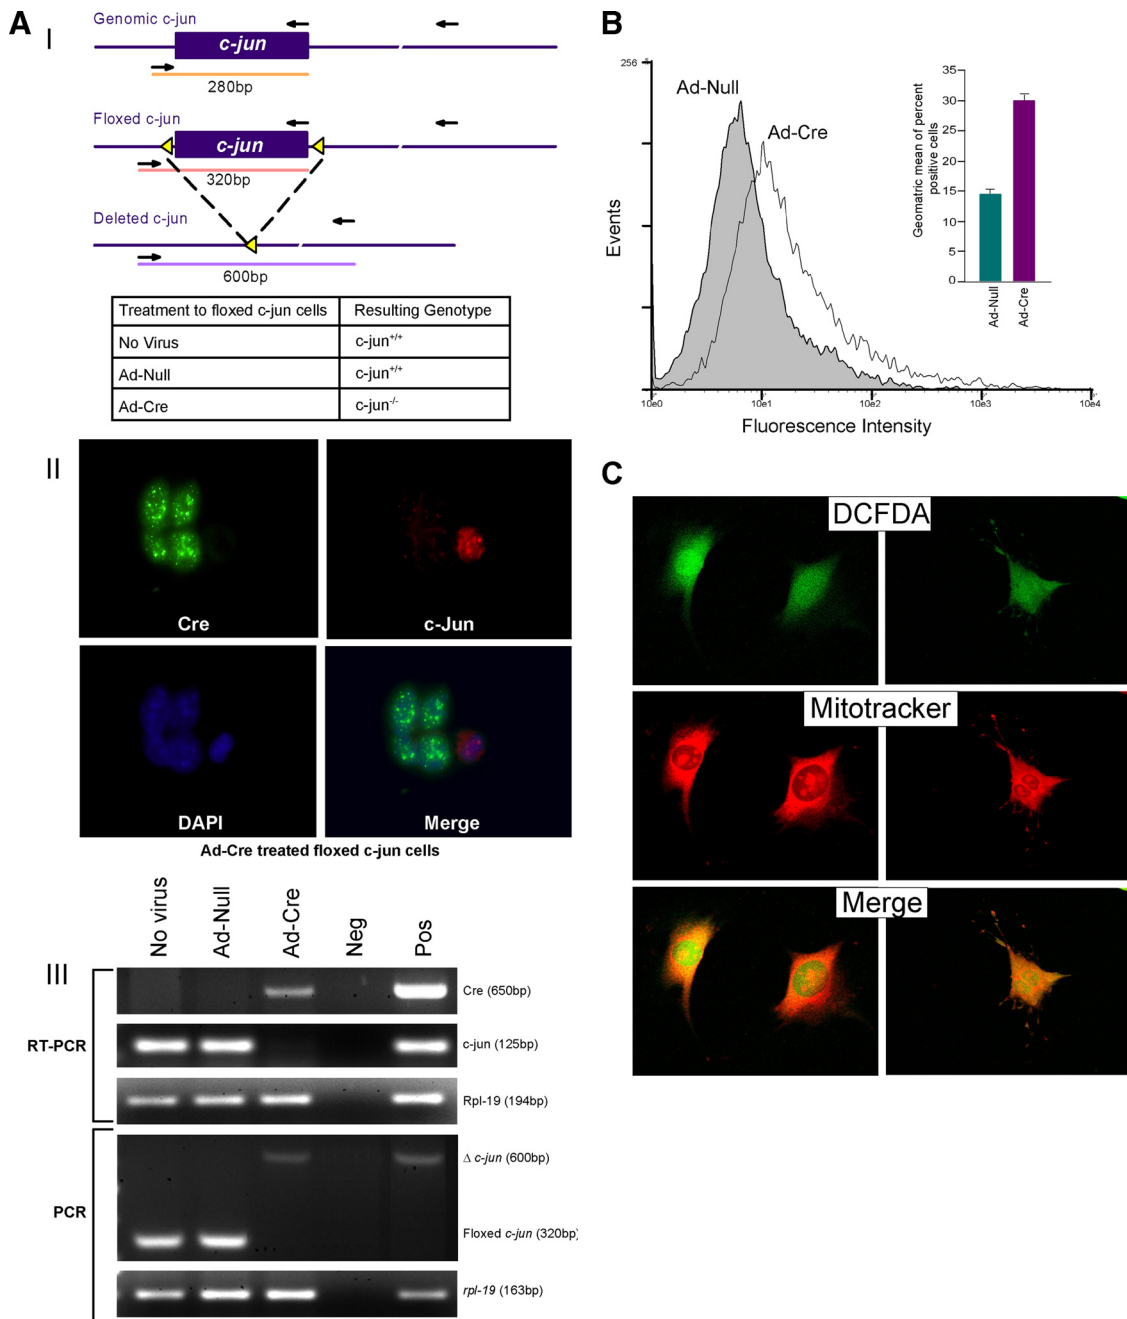 A
I
Genomic c-jun
c-jun
280bp
Floxed c-jun
c-jun
320bp
Deleted c-jun
600bp
Treatment to floxed c-jun cells Resulting Genotype
No Virus c-jun+/+
Ad-Null c-jun+/+
Ad-Cre c-jun-/-
II
Cre
c-Jun
DAPI
Merge
Ad-Cre treated floxed c-jun cells
III
No virus Ad-Null Ad-Cre Neg Pos
RT-PCR
Cre (650bp)
c-jun (125bp)
Rpl-19 (194bp)
PCR
Δ c-jun (600bp)
Floxed c-jun (320bp)
rpl-19 (163bp)
B
256
Events
Ad-Null
Ad-Cre
10e0 10e1 10e2 10e3 10e4
Fluorescence Intensity
Geomatric mean of percent
positive cells
35
30
25
20
15
10
5
0
Ad-Null
Ad-Cre
C
DCFDA
Mitotracker
Merge